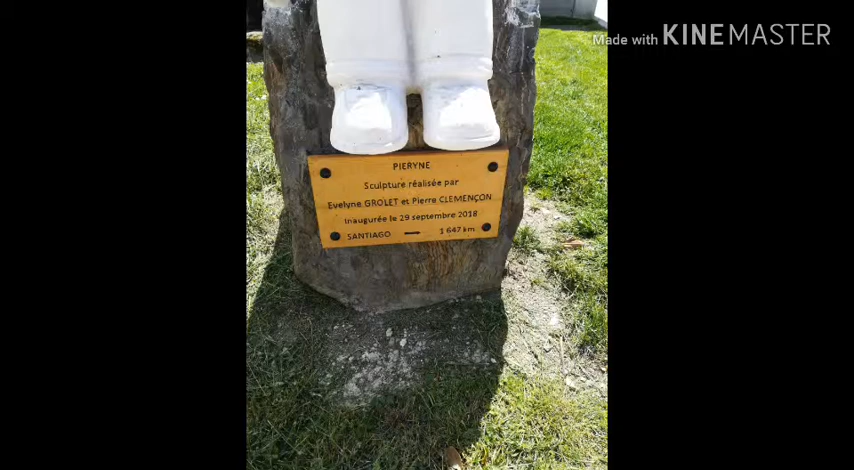 Made with KINEMASTER
PIERYNE
Sculpture réalisée par
Evelyne GROLET et Pierre CLEMENÇON
Inaugurée le 29 septembre 2018
SANTIAGO 1 647 km